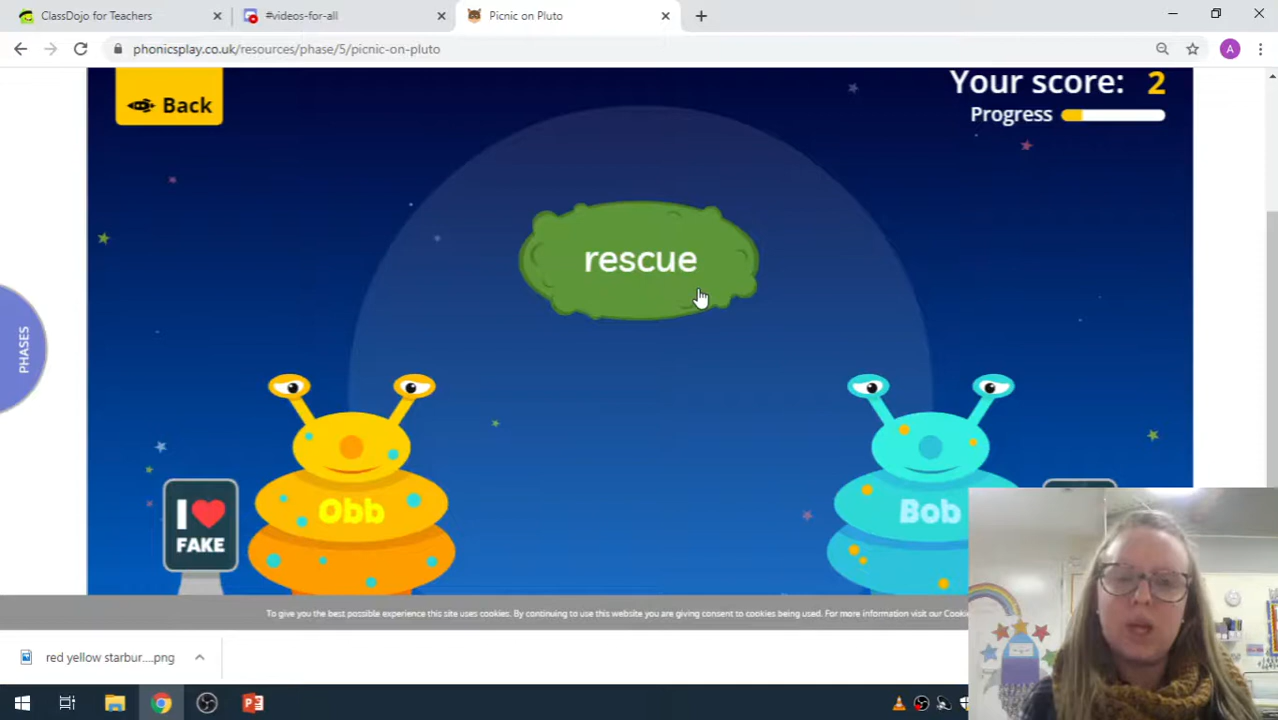 ClassDojo for Teachers
#videos-for-all
Picnic on Pluto
phonicsplay.co.uk/resources/phase/5/picnic-on-pluto
A
Back
Your score: 2
Progress
rescue
PHASES
Obb
Bob
I
FAKE
To give you the best possible experience this site uses cookies. By continuing to use this website you are giving consent to cookies being used. For more information visit our Cookie
red yellow starbur....png